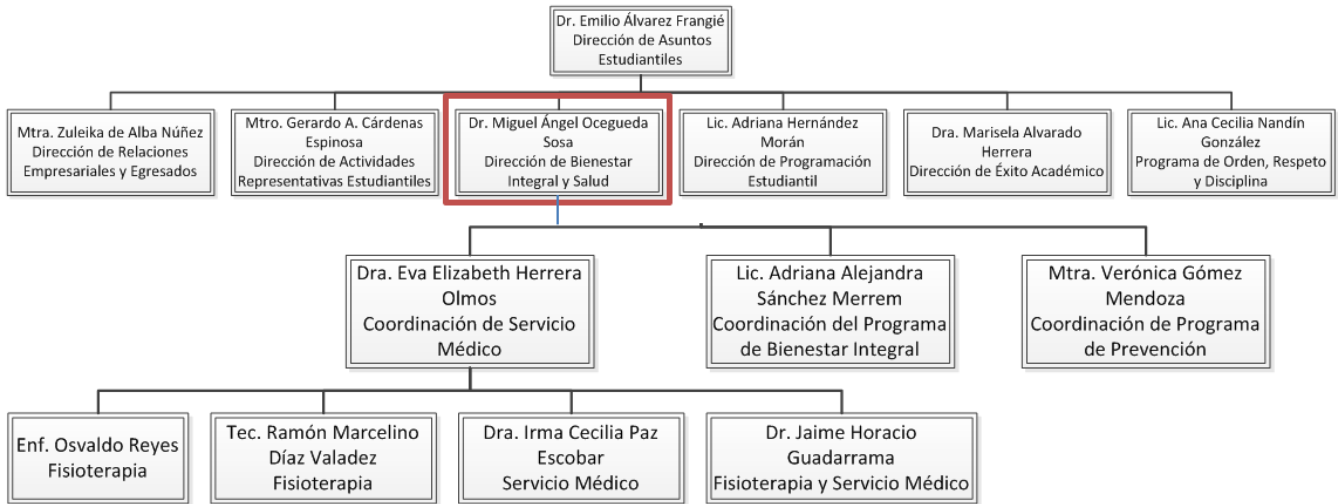 Dr. Emilio Álvarez Frangié
Dirección de Asuntos
Estudiantiles
Mtra. Zuleika de Alba Núñez
Dirección de Relaciones
Empresariales y Egresados
Mtro. Gerardo A. Cárdenas
Espinosa
Dirección de Actividades
Representativas Estudiantiles
Dr. Miguel Ángel Ocegueda
Sosa
Dirección de Bienestar
Integral y Salud
Lic. Adriana Hernández
Morán
Dirección de Programación
Estudiantil
Dra. Marisela Alvarado
Herrera
Dirección de Éxito Académico
Lic. Ana Cecilia Nandín
González
Programa de Orden, Respeto
y Disciplina
Dra. Eva Elizabeth Herrera
Olmos
Coordinación de Servicio
Médico
Lic. Adriana Alejandra
Sánchez Merrem
Coordinación del Programa
de Bienestar Integral
Mtra. Verónica Gómez
Mendoza
Coordinación de Programa
de Prevención
Enf. Osvaldo Reyes
Fisioterapia
Tec. Ramón Marcelino
Díaz Valadez
Fisioterapia
Dra. Irma Cecilia Paz
Escobar
Servicio Médico
Dr. Jaime Horacio
Guadarrama
Fisioterapia y Servicio Médico